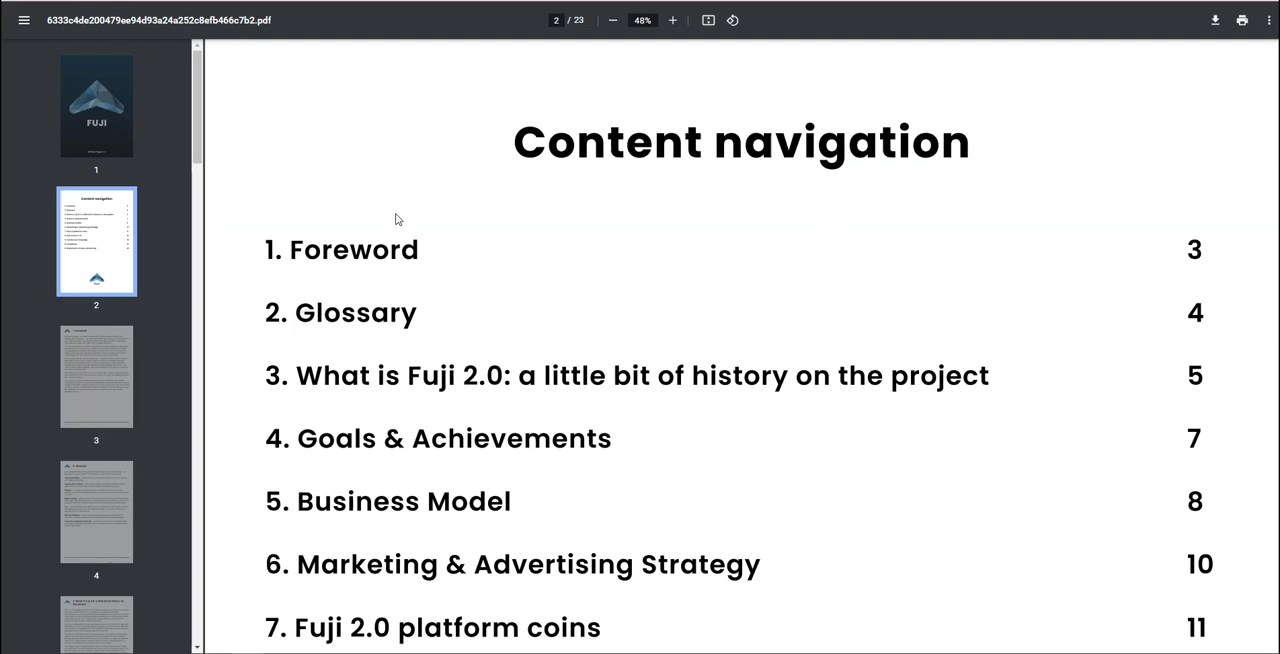 6333c4de200479ee94d93a24a252c8efb466c7b2.pdf
2 / 23
48%
FUJI
1
Content navigation
2
3
4
Content navigation
1. Foreword 3
2. Glossary 4
3. What is Fuji 2.0: a little bit of history on the project 5
4. Goals & Achievements 7
5. Business Model 8
6. Marketing & Advertising Strategy 10
7. Fuji 2.0 platform coins 11